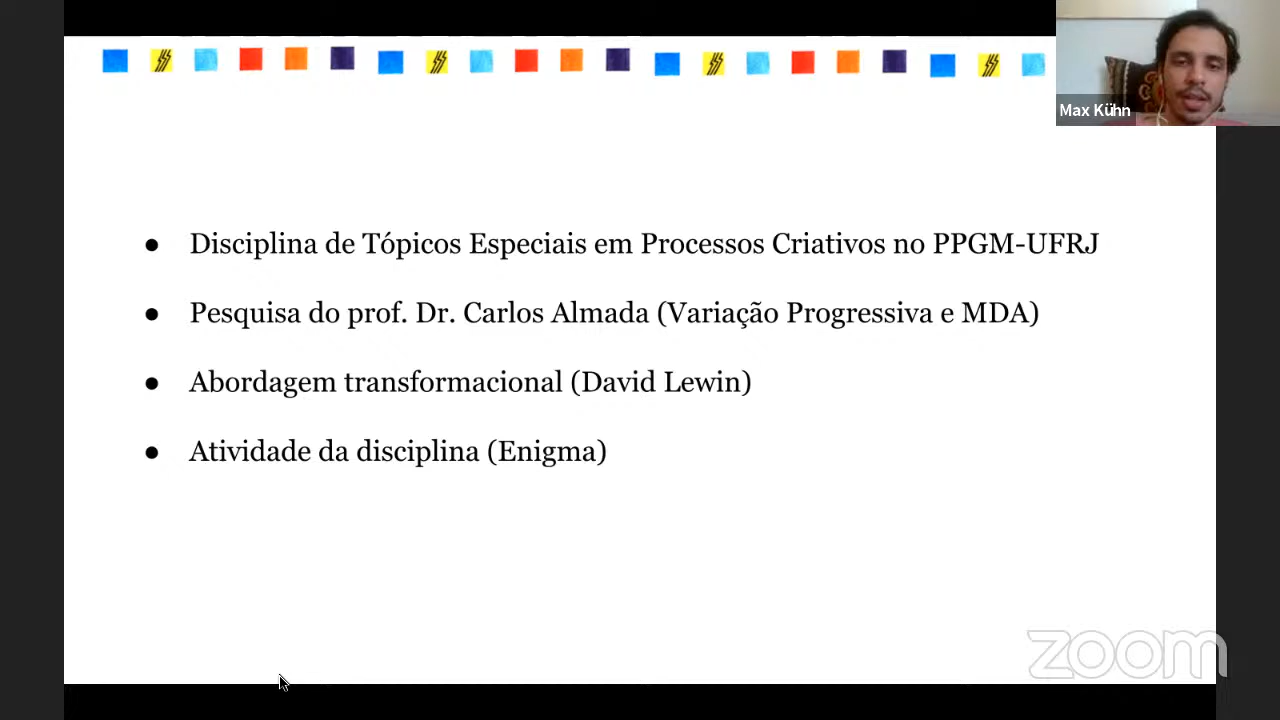 Max Kühn
● Disciplina de Tópicos Especiais em Processos Criativos no PPGM-UFRJ
● Pesquisa do prof. Dr. Carlos Almada (Variação Progressiva e MDA)
● Abordagem transformacional (David Lewin)
● Atividade da disciplina (Enigma)
zoom